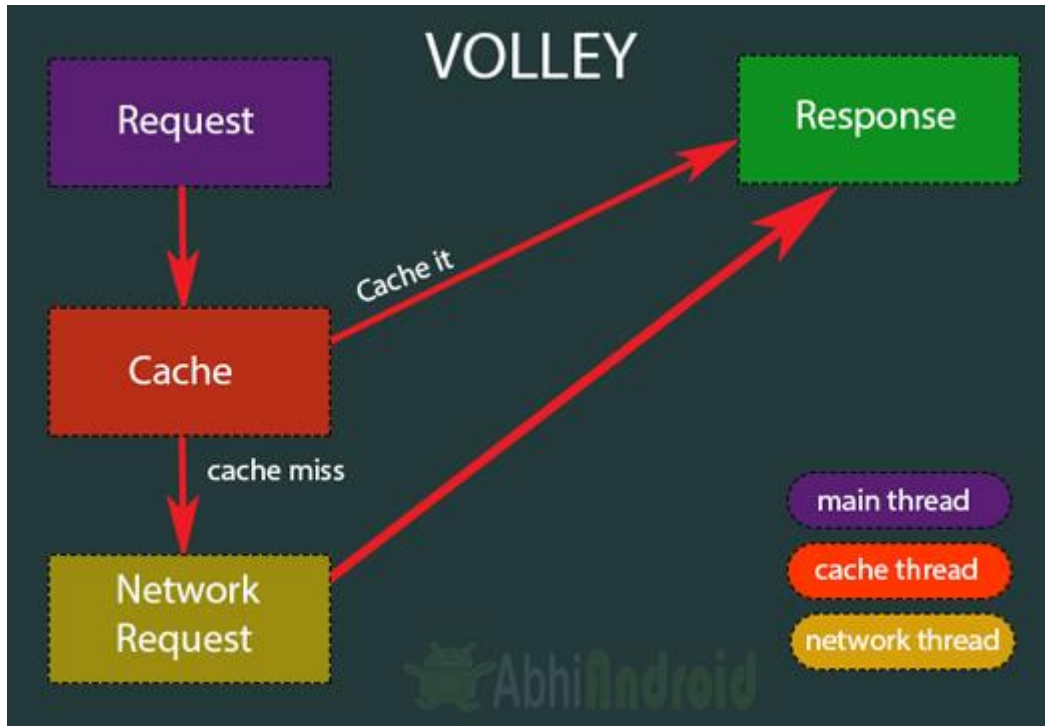 VOLLEY
Request
Response
Cache it
Cache
cache miss
main thread
cache thread
Network
Request
network thread
AbhiAndroid